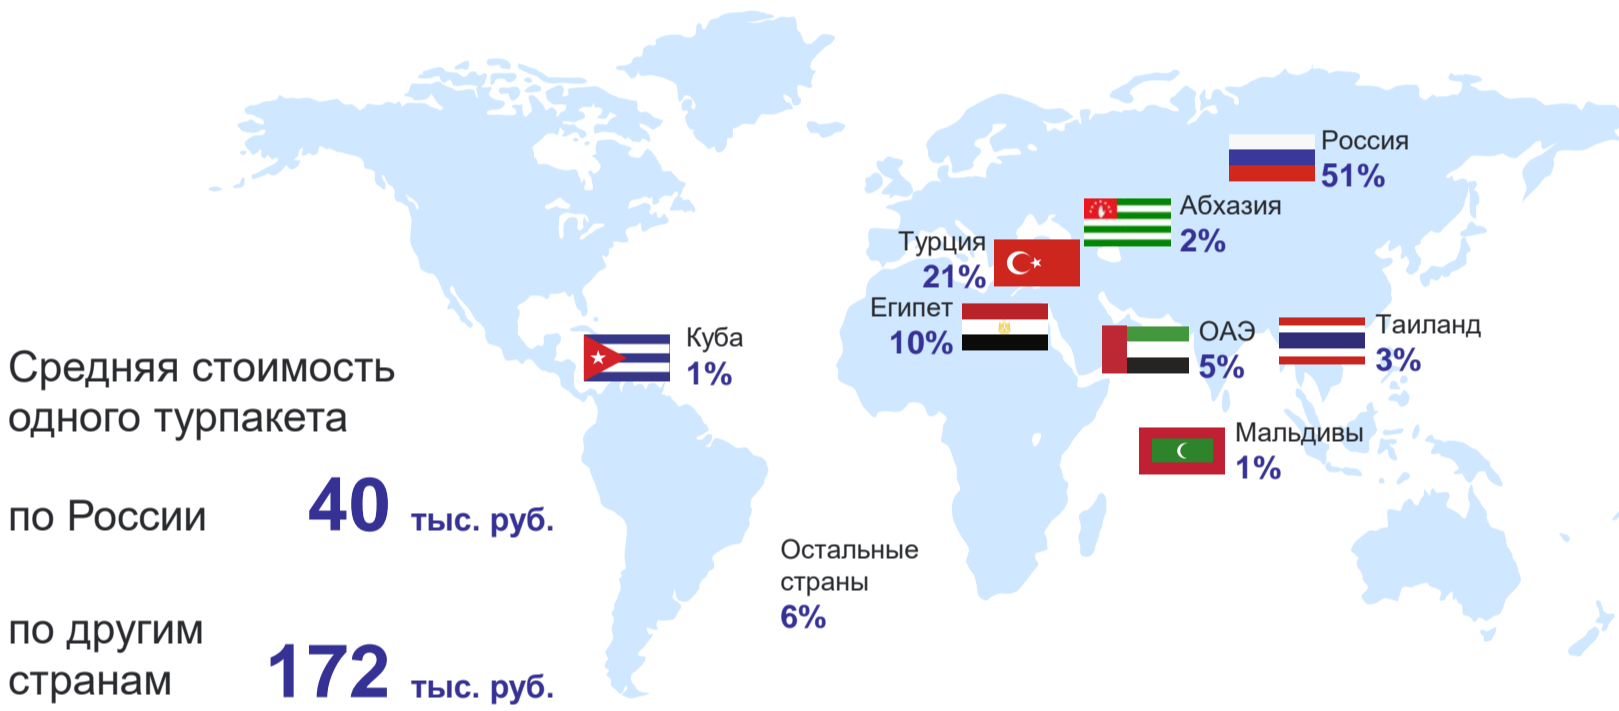 Россия
51%
Абхазия
2%
Турция
21%
Египет
10%
ОАЭ
5%
Таиланд
3%
Куба
1%
Мальдивы
1%
Остальные
страны
6%
Средняя стоимость
одного турпакета
по России 40 тыс. руб.
по другим
странам 172 тыс. руб.